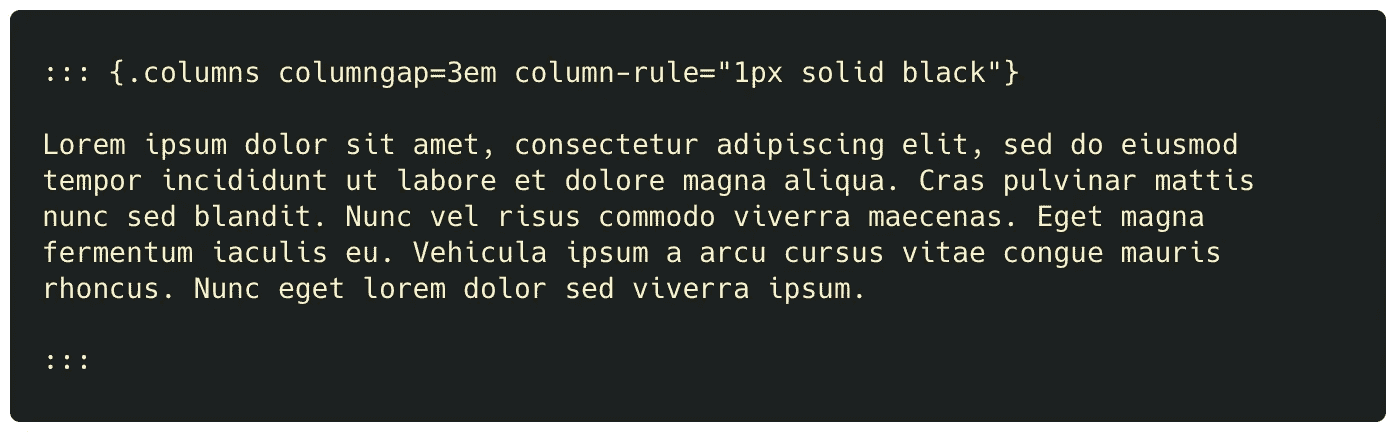 ::: {.columns columngap=3em column-rule="1px solid black"}
Lorem ipsum dolor sit amet, consectetur adipiscing elit, sed do eiusmod
tempor incididunt ut labore et dolore magna aliqua. Cras pulvinar mattis
nunc sed blandit. Nunc vel risus commodo viverra maecenas. Eget magna
fermentum iaculis eu. Vehicula ipsum a arcu cursus vitae congue mauris
rhoncus. Nunc eget lorem dolor sed viverra ipsum.
:::